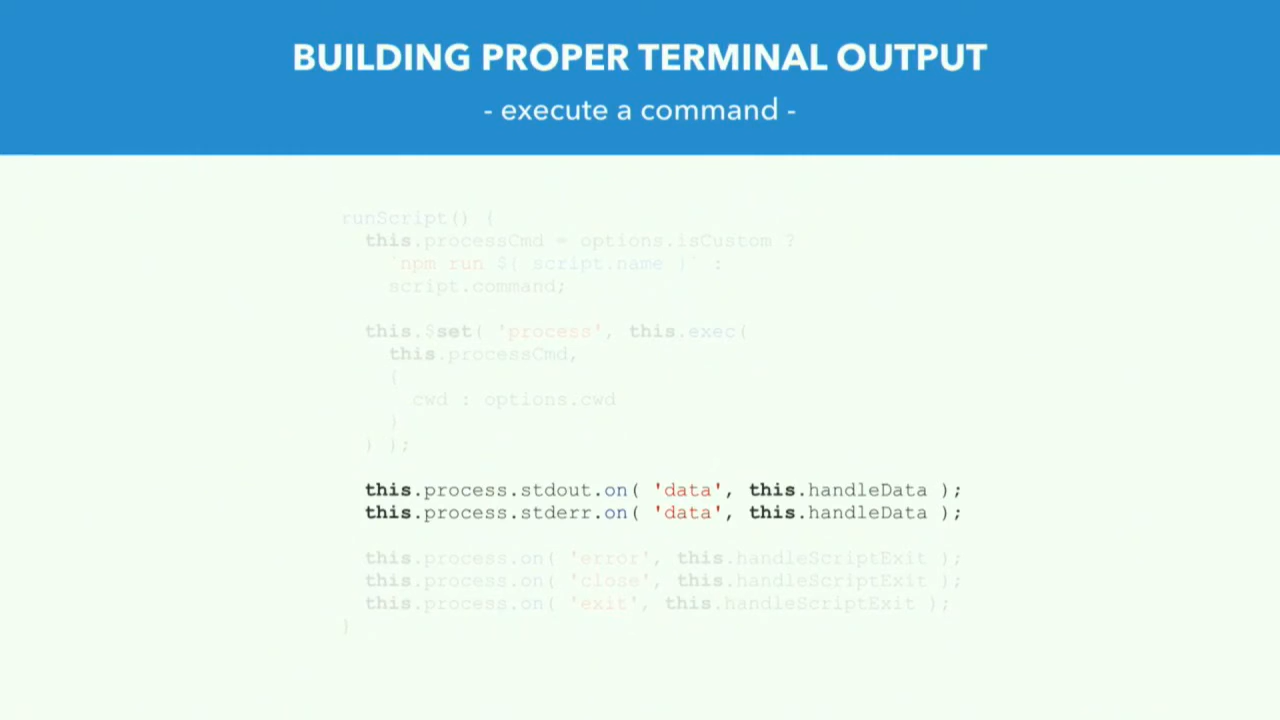 BUILDING PROPER TERMINAL OUTPUT
- execute a command -
runScript() {
this.processCmd = options.isCustom ?
`npm run ${ script.name }` :
script.command;
this.$set( 'process', this.exec(
this.processCmd,
{
cwd : options.cwd
}
) );
this.process.stdout.on( 'data', this.handleData );
this.process.stderr.on( 'data', this.handleData );
this.process.on( 'error', this.handleScriptExit );
this.process.on( 'close', this.handleScriptExit );
this.process.on( 'exit', this.handleScriptExit );
}